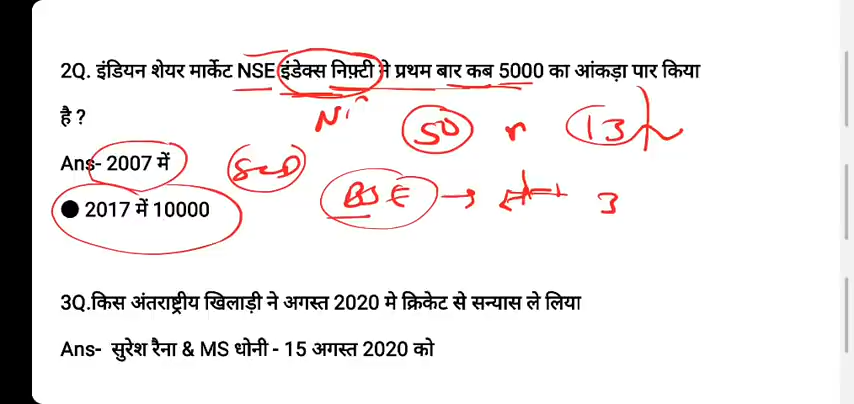 2Q. इंडियन शेयर मार्केट NSE इंडेक्स निफ़्टी ने प्रथम बार कब 5000 का आंकड़ा पार किया
है ?
50
13
Ans- 2007 में
BSE → 3
● 2017 में 10000
3Q.किस अंतराष्ट्रीय खिलाड़ी ने अगस्त 2020 मे क्रिकेट से सन्यास ले लिया
Ans- सुरेश रैना & MS धोनी - 15 अगस्त 2020 को